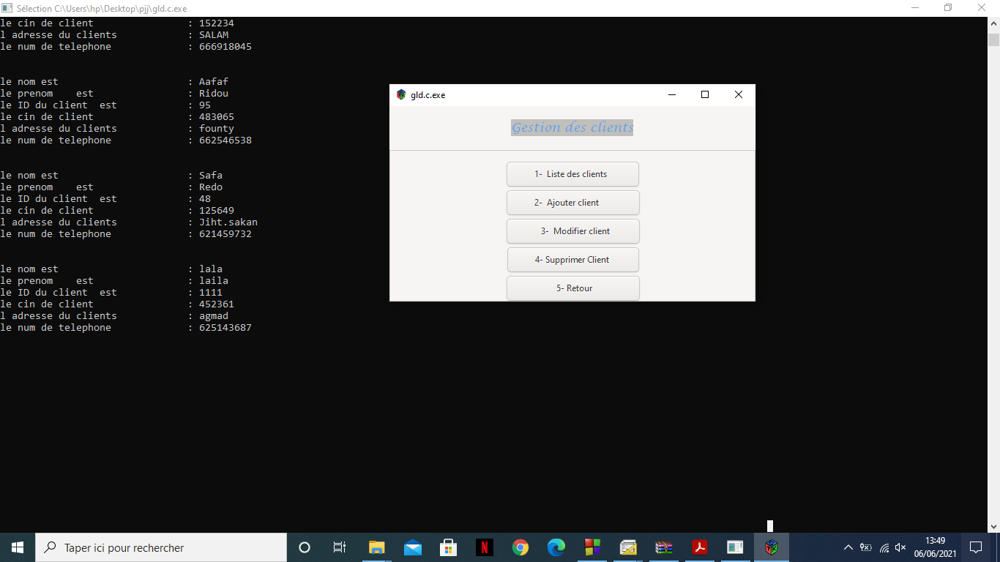 Sélection C:\Users\hp\Desktop\pjj\gld.c.exe
le cin de client : 152234
l adresse du clients : SALAM
le num de telephone : 666918045
le nom est : Aafaf
le prenom est : Ridou
le ID du client est : 95
le cin de client : 483065
l adresse du clients : founty
le num de telephone : 662546538
le nom est : Safa
le prenom est : Redo
le ID du client est : 48
le cin de client : 125649
l adresse du clients : Jiht.sakan
le num de telephone : 621459732
le nom est : lala
le prenom est : laila
le ID du client est : 1111
le cin de client : 452361
l adresse du clients : agmad
le num de telephone : 625143687
gld.c.exe
Gestion des clients
1- Liste des clients
2- Ajouter client
3- Modifier client
4- Supprimer Client
5- Retour
Taper ici pour rechercher
N
13:49
06/06/2021